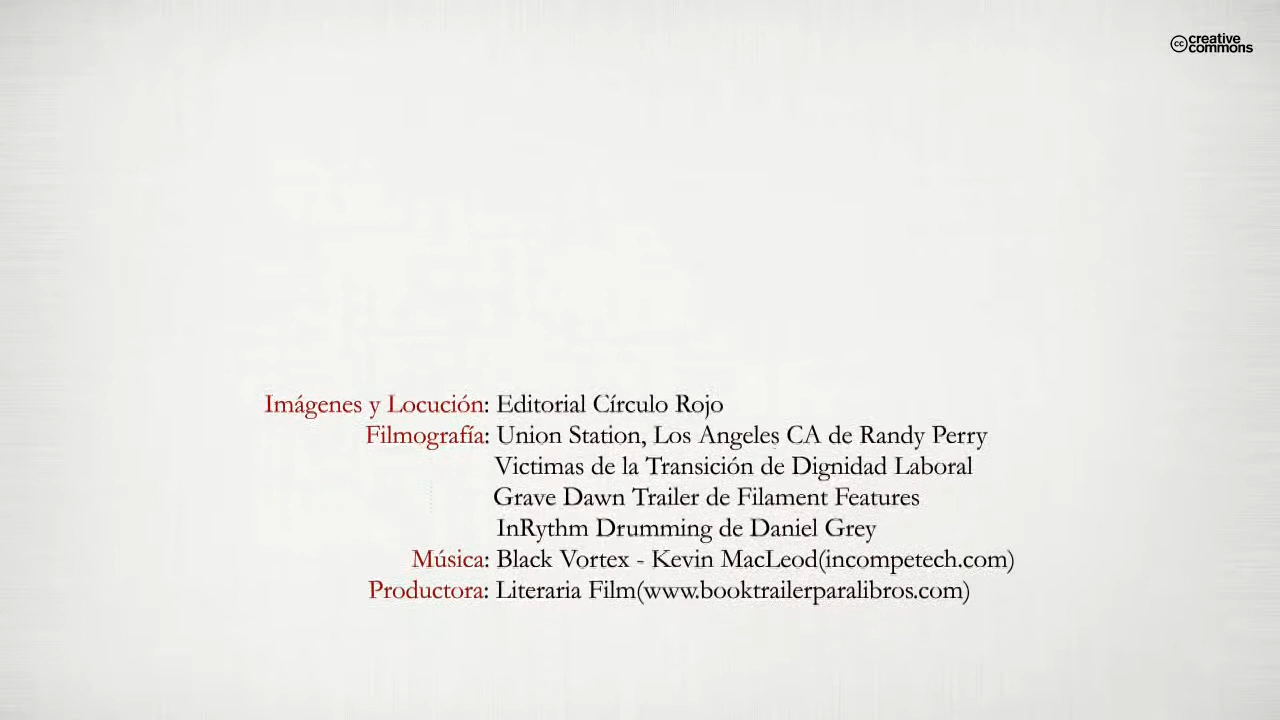 creative
commons
Imágenes y Locución: Editorial Círculo Rojo
Filmografía: Union Station, Los Angeles CA de Randy Perry
Victimas de la Transición de Dignidad Laboral
Grave Dawn Trailer de Filament Features
InRythm Drumming de Daniel Grey
Música: Black Vortex - Kevin MacLeod(incompetech.com)
Productora: Literaria Film(www.booktrailerparalibros.com)